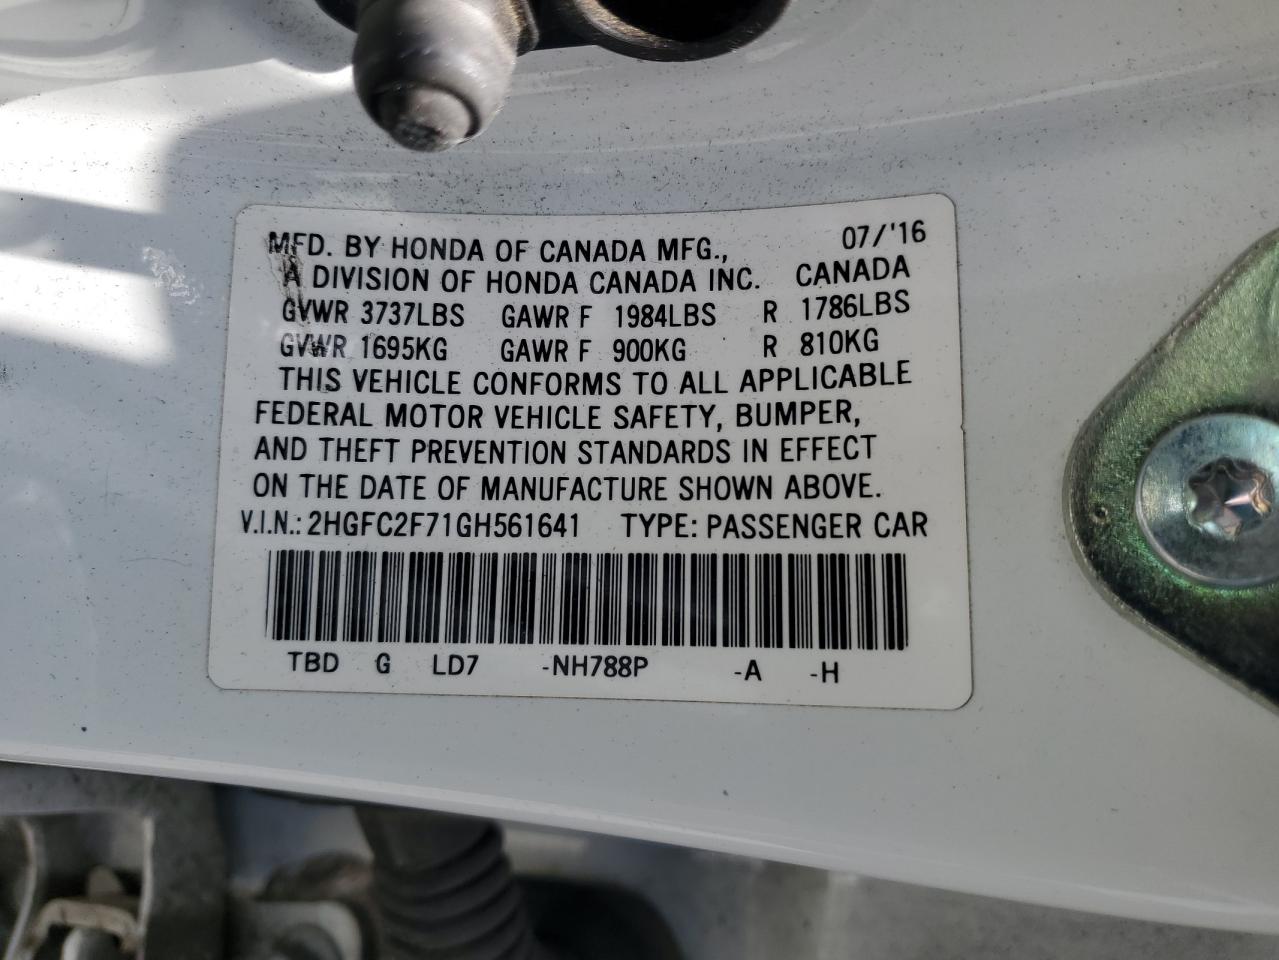 MFD. BY HONDA OF CANADA MFG., 07/'16
A DIVISION OF HONDA CANADA INC. CANADA
GVWR 3737LBS GAWR F 1984LBS R 1786LBS
GVWR 1695KG GAWR F 900KG R 810KG
THIS VEHICLE CONFORMS TO ALL APPLICABLE
FEDERAL MOTOR VEHICLE SAFETY, BUMPER,
AND THEFT PREVENTION STANDARDS IN EFFECT
ON THE DATE OF MANUFACTURE SHOWN ABOVE.
V.I.N.: 2HGFC2F71GH561641 TYPE: PASSENGER CAR
TBD G LD7 -NH788P -A -H